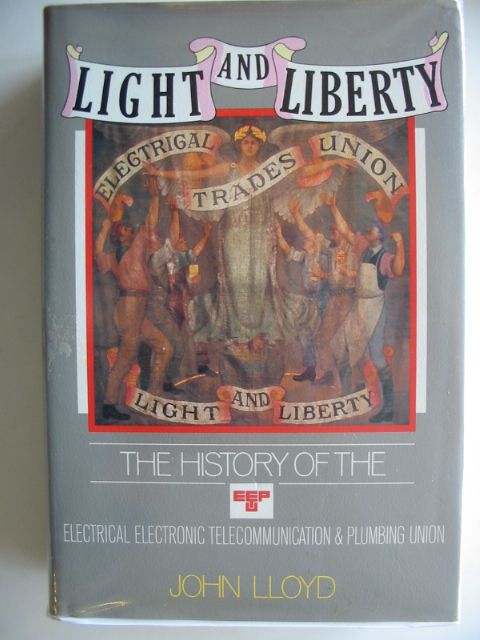 LIGHT AND LIBERTY
ELECTRICAL TRADES UNION
LIGHT AND LIBERTY
THE HISTORY OF THE
EEPTU
ELECTRICAL ELECTRONIC TELECOMMUNICATION & PLUMBING UNION
JOHN LLOYD